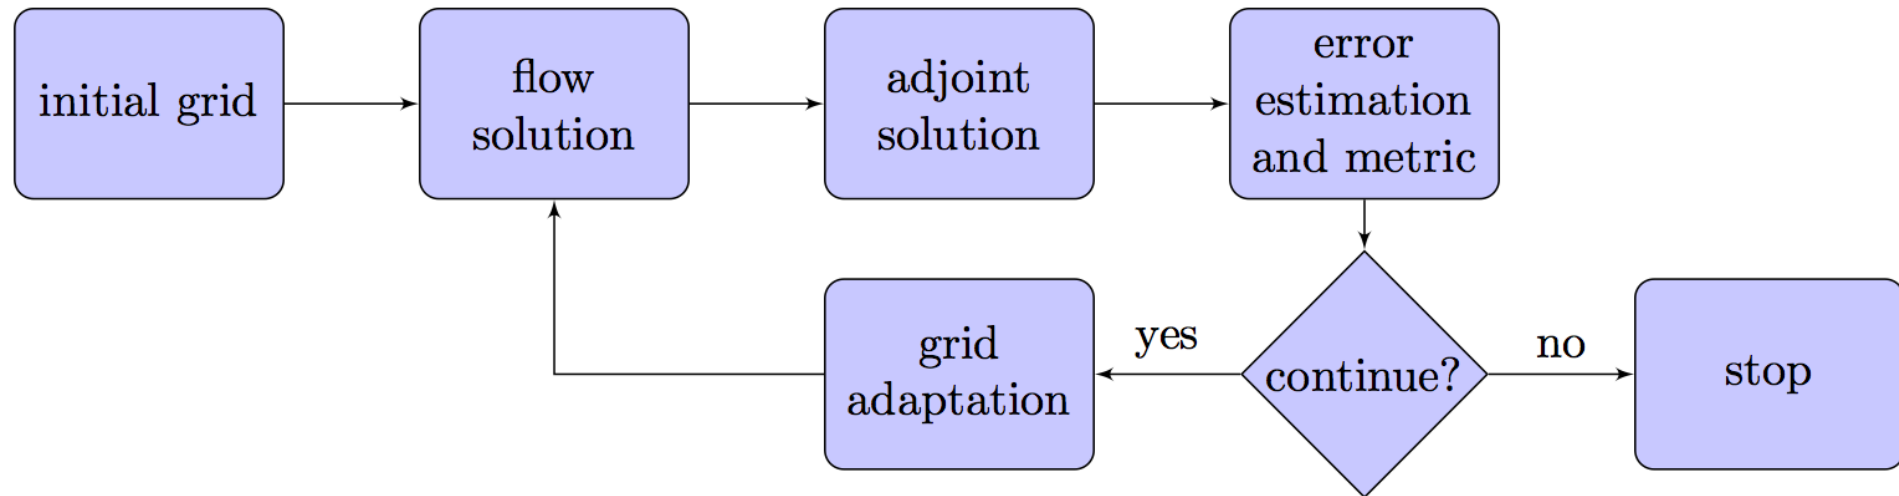 initial grid
flow
solution
adjoint
solution
error
estimation
and metric
grid
adaptation
yes
continue?
no
stop